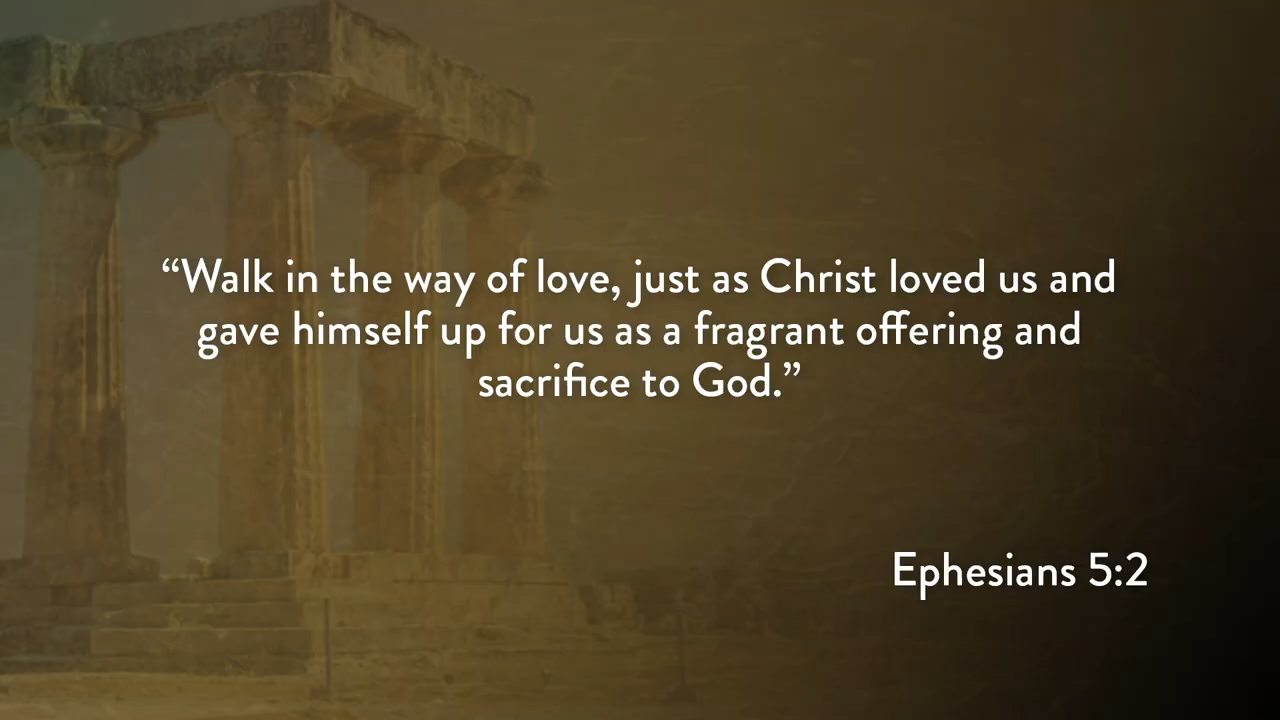 “Walk in the way of love, just as Christ loved us and
gave himself up for us as a fragrant offering and
sacrifice to God.”
Ephesians 5:2